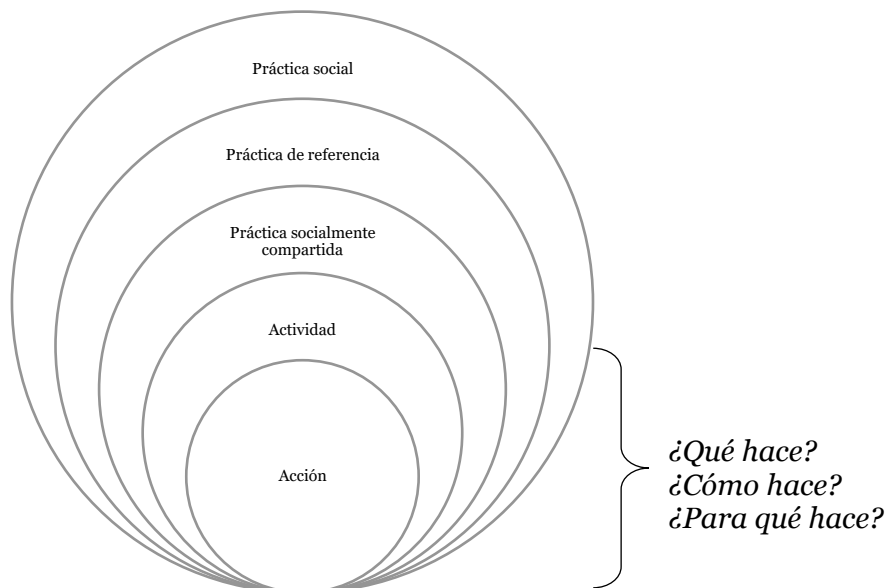 Práctica social
Práctica de referencia
Práctica socialmente
compartida
Actividad
Acción
¿Qué hace?
¿Cómo hace?
¿Para qué hace?